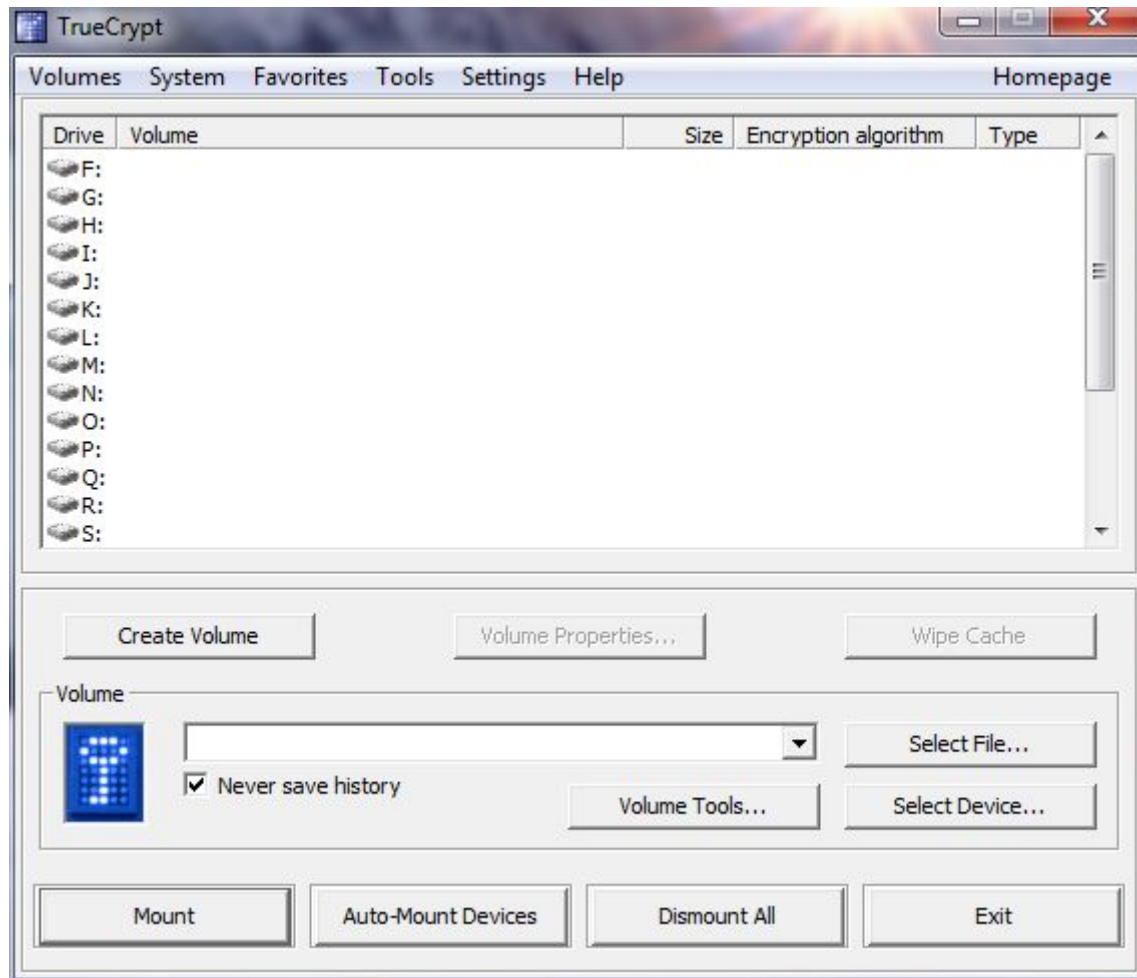 TrueCrypt
Volumes System Favorites Tools Settings Help Homepage
Drive Volume Size Encryption algorithm Type
F:
G:
H:
I:
J:
K:
L:
M:
N:
O:
P:
Q:
R:
S:
Create Volume Volume Properties... Wipe Cache
Volume
Select File...
Never save history
Volume Tools... Select Device...
Mount Auto-Mount Devices Dismount All Exit